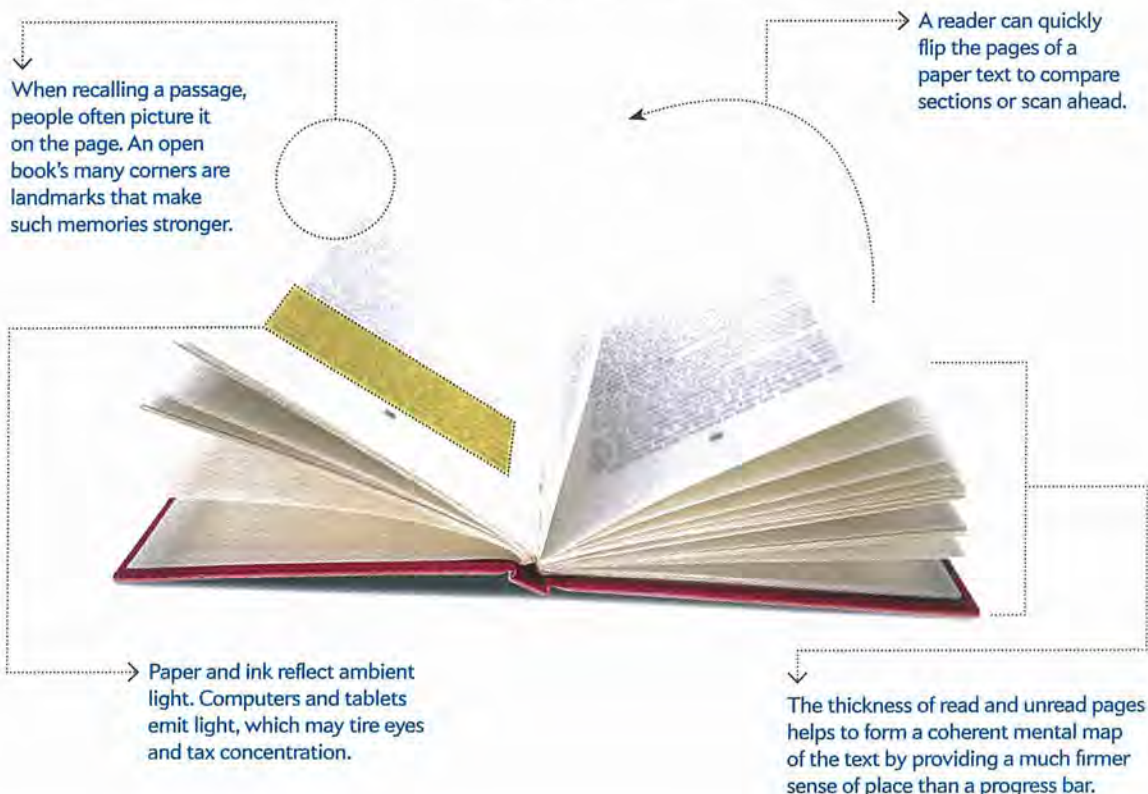 When recalling a passage,
people often picture it
on the page. An open
book's many corners are
landmarks that make
such memories stronger.
A reader can quickly
flip the pages of a
paper text to compare
sections or scan ahead.
Paper and ink reflect ambient
light. Computers and tablets
emit light, which may tire eyes
and tax concentration.
The thickness of read and unread pages
helps to form a coherent mental map
of the text by providing a much firmer
sense of place than a progress bar.